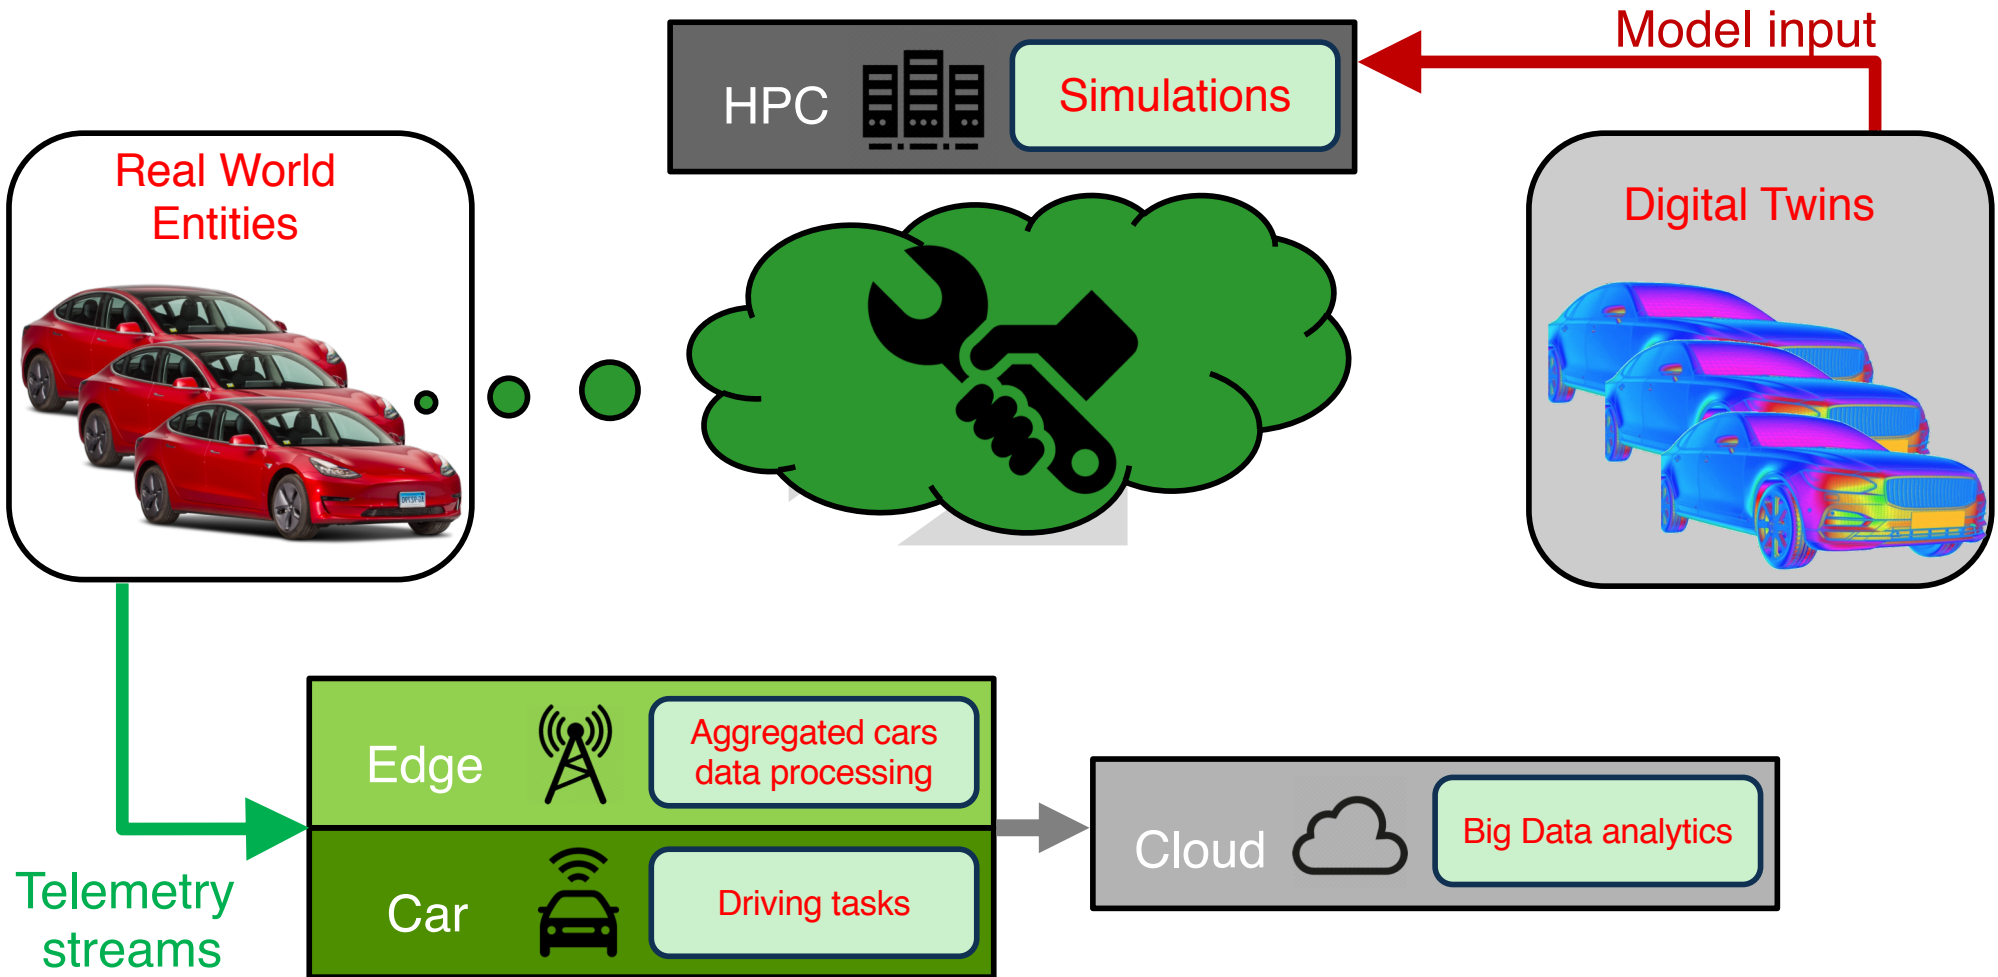 Model input
HPC
Simulations
Real World
Entities
Digital Twins
Edge
Aggregated cars
data processing
Cloud
Big Data analytics
Car
Driving tasks
Telemetry
streams